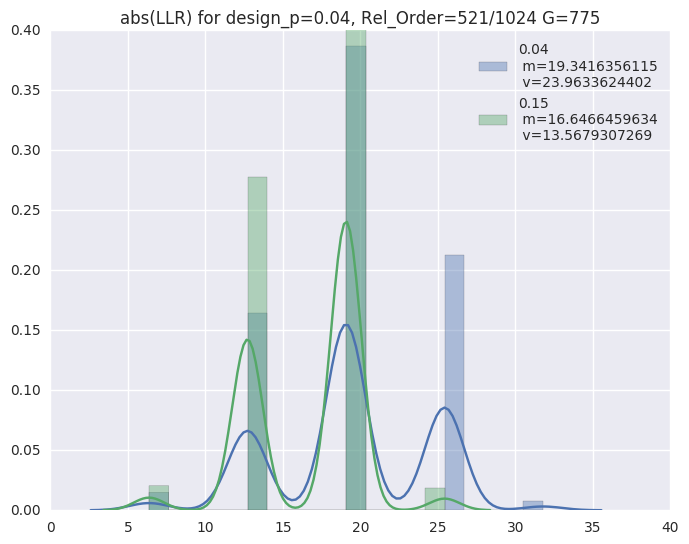 abs(LLR) for design_p=0.04, Rel_Order=521/1024 G=775
0.04
m=19.3416356115
v=23.9633624402
0.15
m=16.6466459634
v=13.5679307269
0.40
0.35
0.30
0.25
0.20
0.15
0.10
0.05
0.00
0 5 10 15 20 25 30 35 40